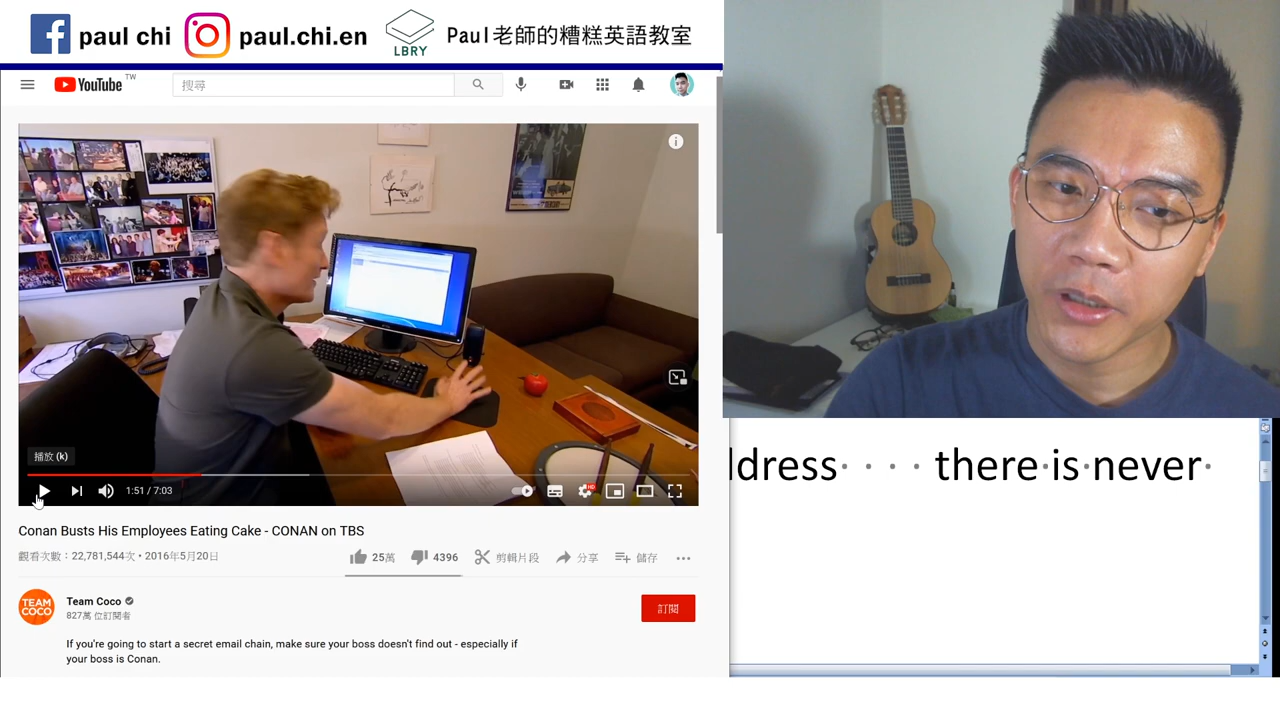 paul chi paul.chi.en LBRY Paul老師的糟糕英語教室
YouTube TW
搜尋
播放 (k)
1:51 / 7:03
HD
Conan Busts His Employees Eating Cake - CONAN on TBS
觀看次數：22,781,544次 • 2016年5月20日
25萬 4396 剪輯片段 分享 儲存
TEAM COCO
Team Coco
827萬 位訂閱者
訂閱
If you're going to start a secret email chain, make sure your boss doesn't find out - especially if
your boss is Conan.
ldress· · · · there·is·never·